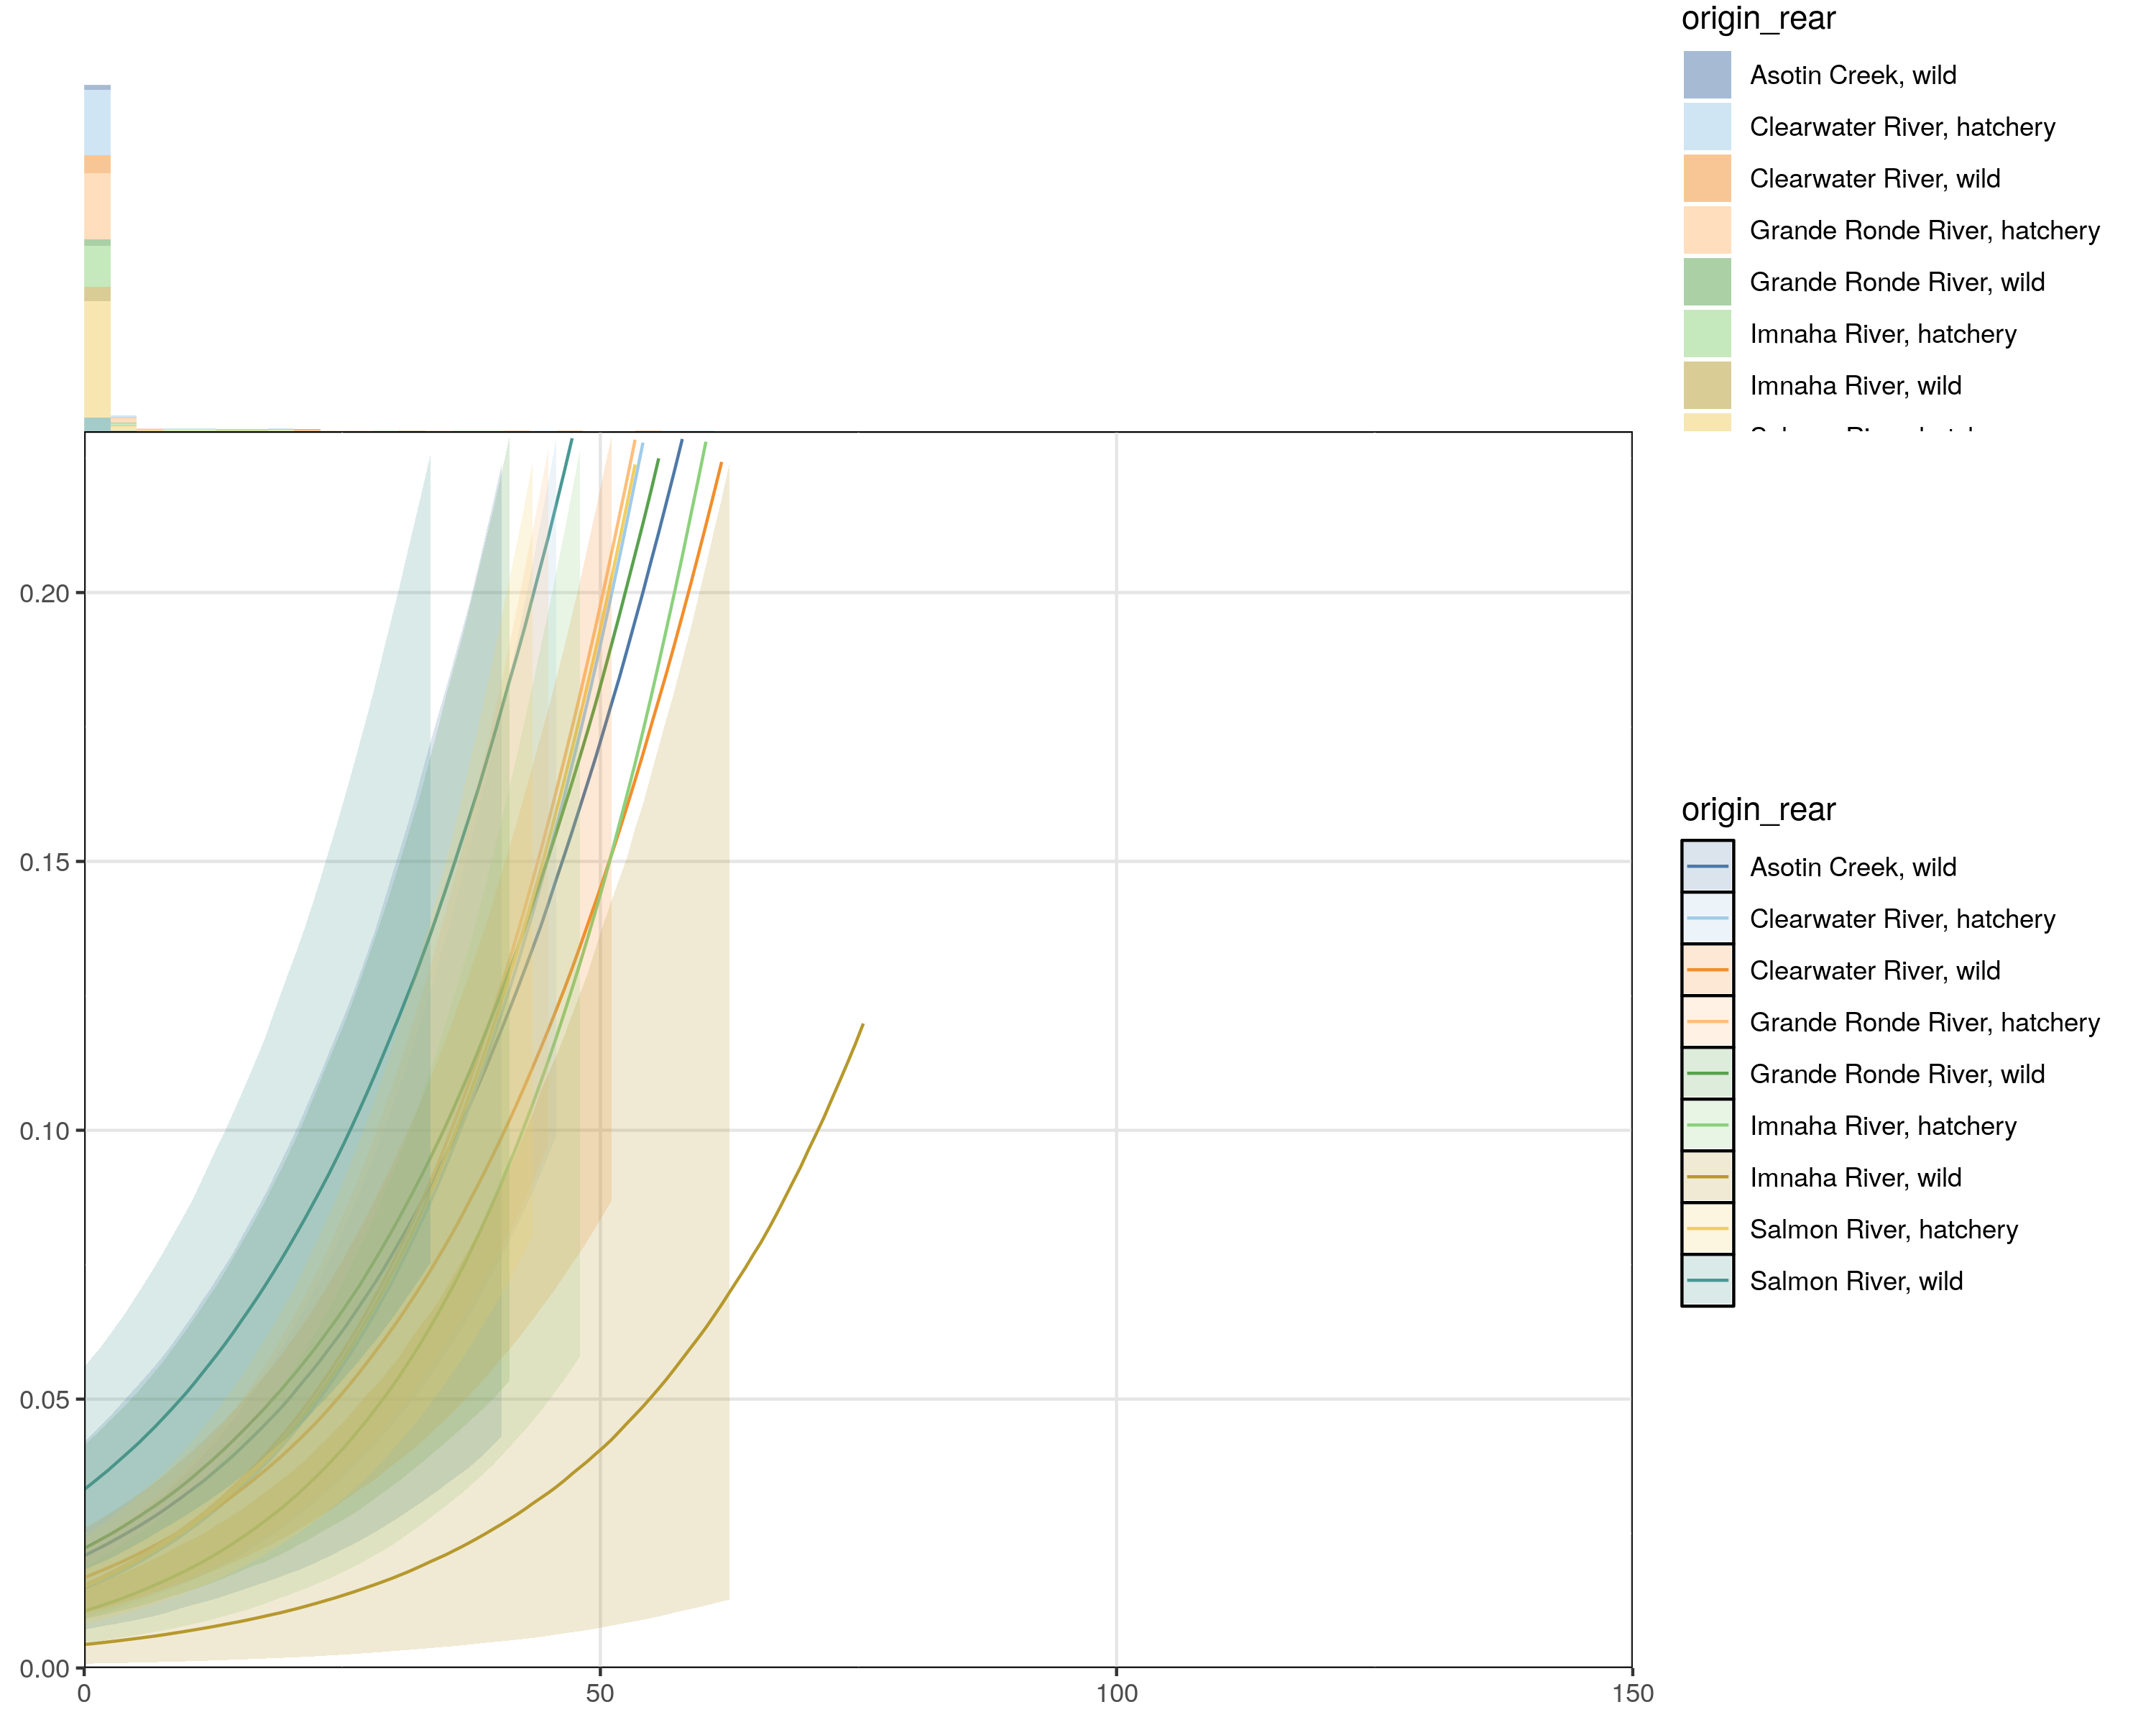 origin_rear
Asotin Creek, wild
Clearwater River, hatchery
Clearwater River, wild
Grande Ronde River, hatchery
Grande Ronde River, wild
Imnaha River, hatchery
Imnaha River, wild
0.20
0.15
0.10
0.05
0.00
0
50
100
150
origin_rear
Asotin Creek, wild
Clearwater River, hatchery
Clearwater River, wild
Grande Ronde River, hatchery
Grande Ronde River, wild
Imnaha River, hatchery
Imnaha River, wild
Salmon River, hatchery
Salmon River, wild